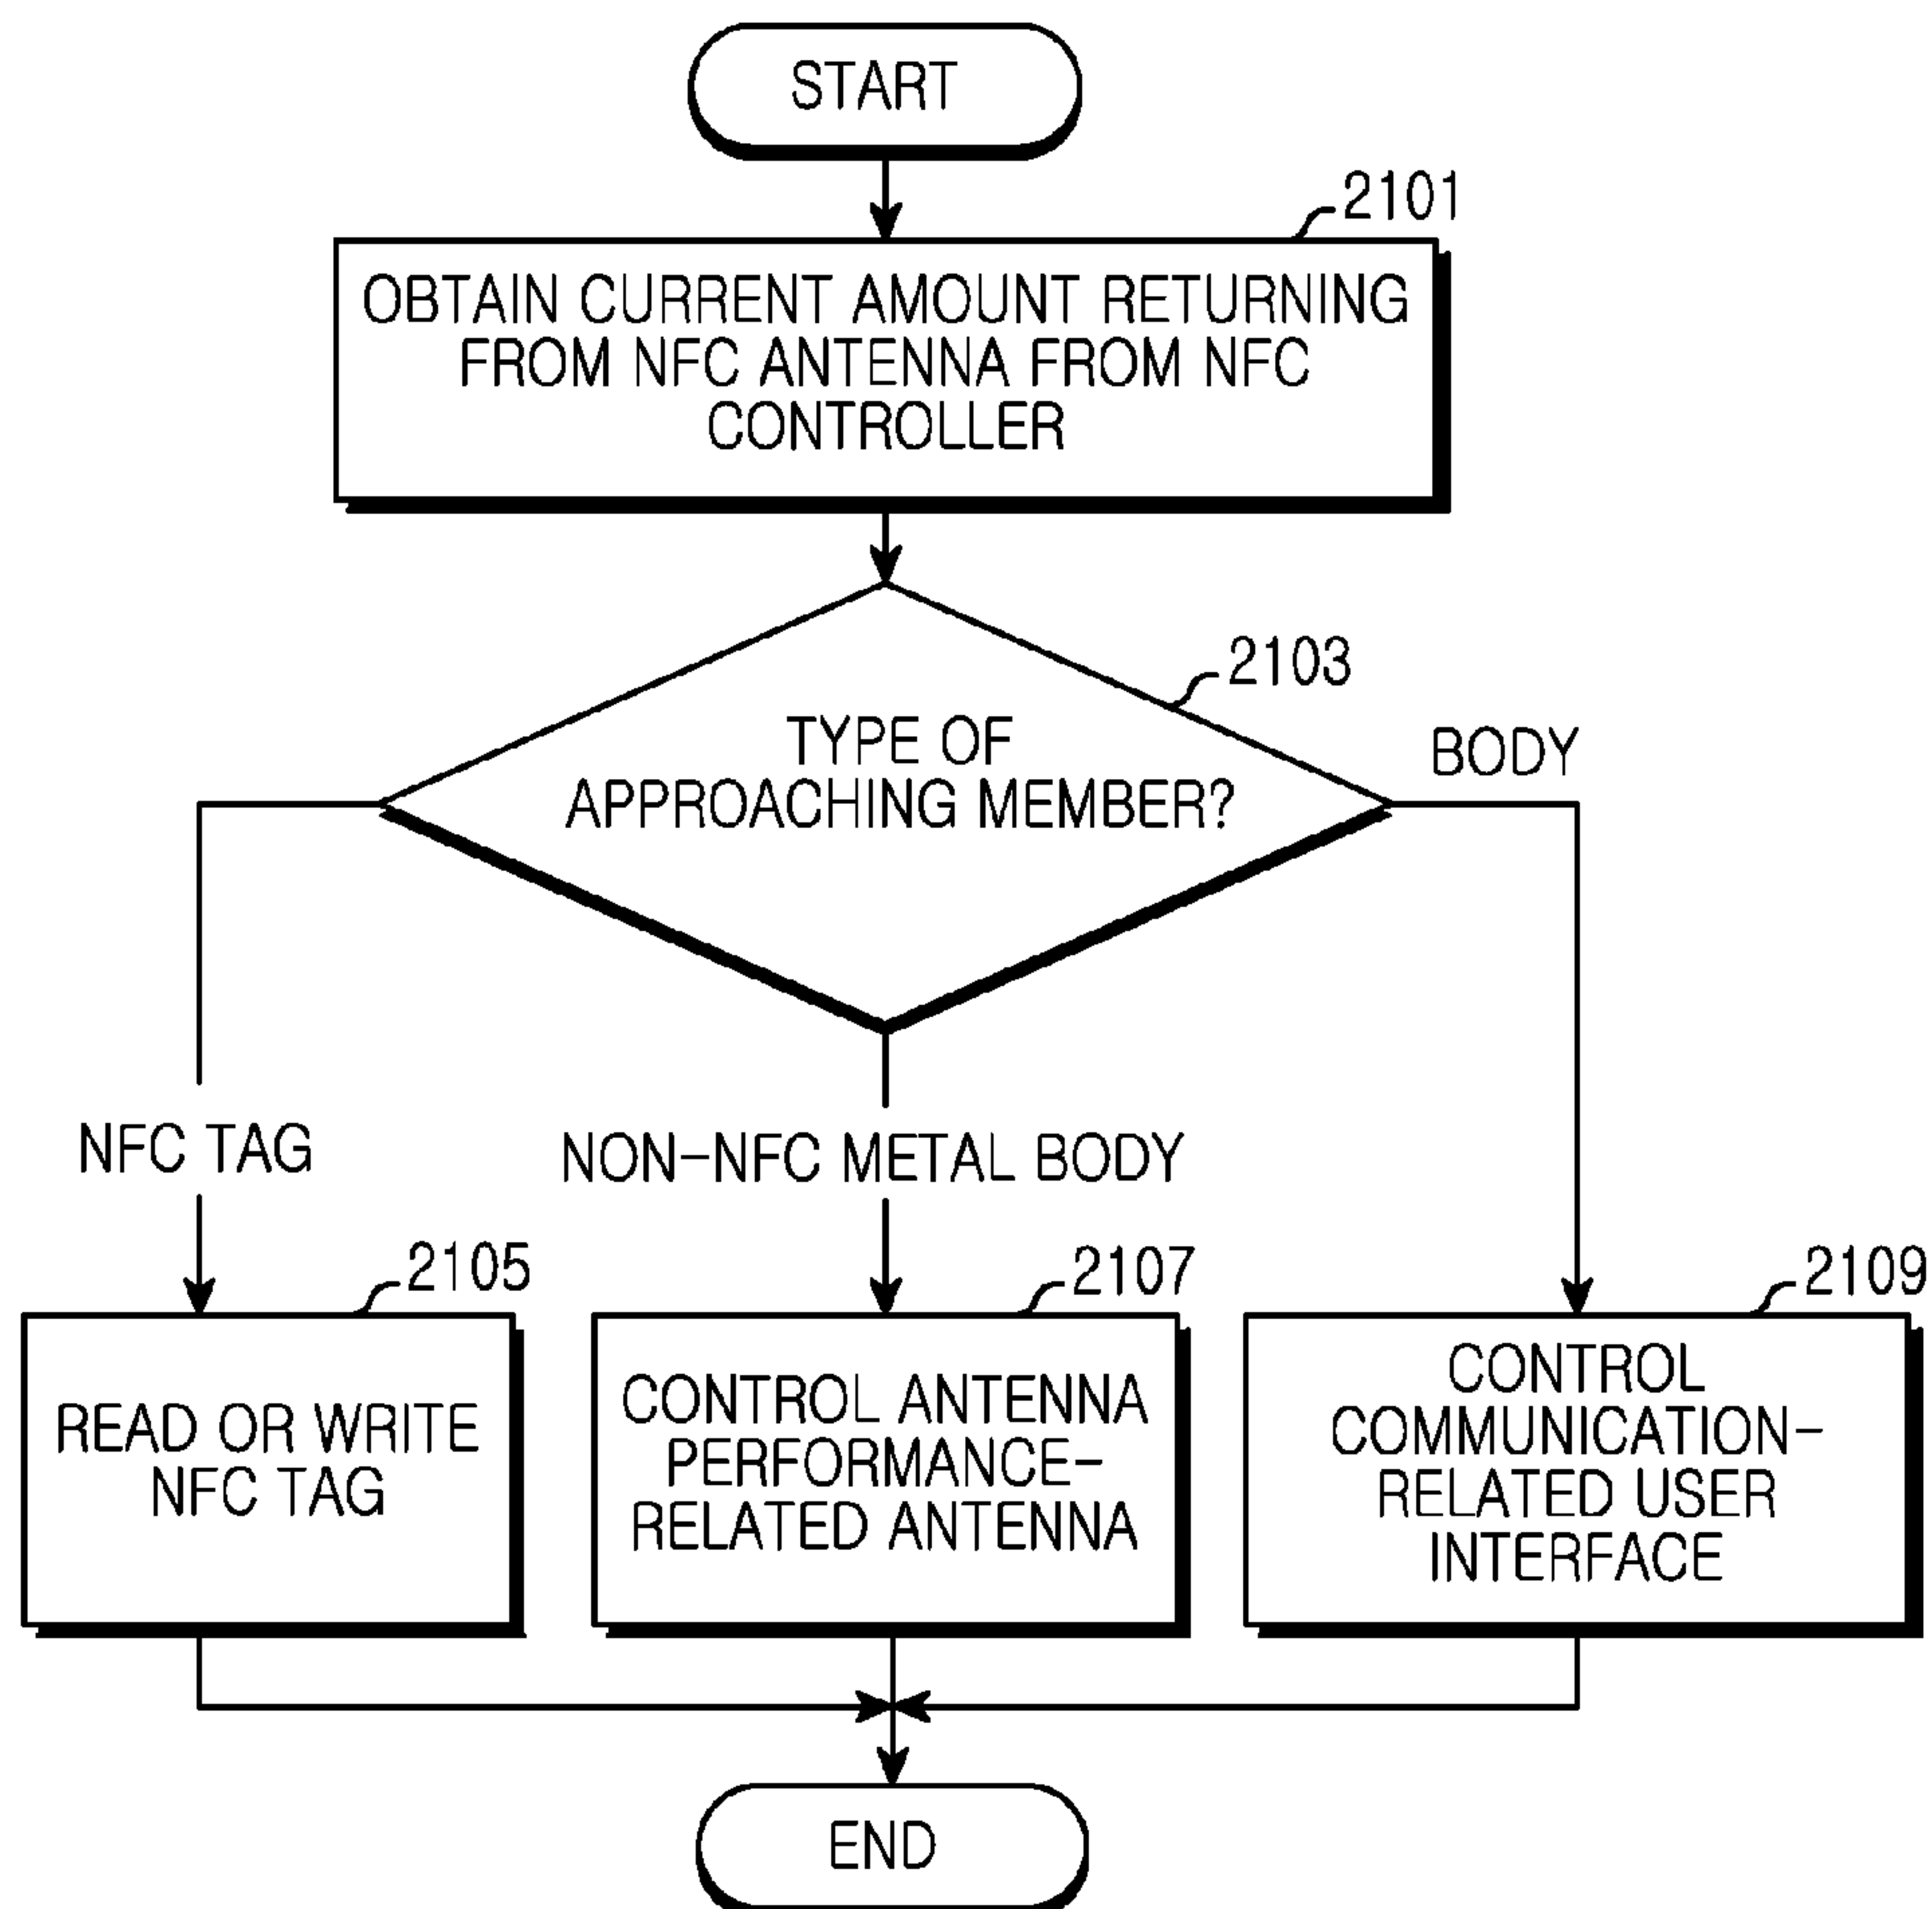 START
2101
OBTAIN CURRENT AMOUNT RETURNING
FROM NFC ANTENNA FROM NFC
CONTROLLER
2103
TYPE OF
APPROACHING MEMBER?
BODY
NFC TAG
NON-NFC METAL BODY
2105
READ OR WRITE
NFC TAG
2107
CONTROL ANTENNA
PERFORMANCE-
RELATED ANTENNA
2109
CONTROL
COMMUNICATION-
RELATED USER
INTERFACE
END